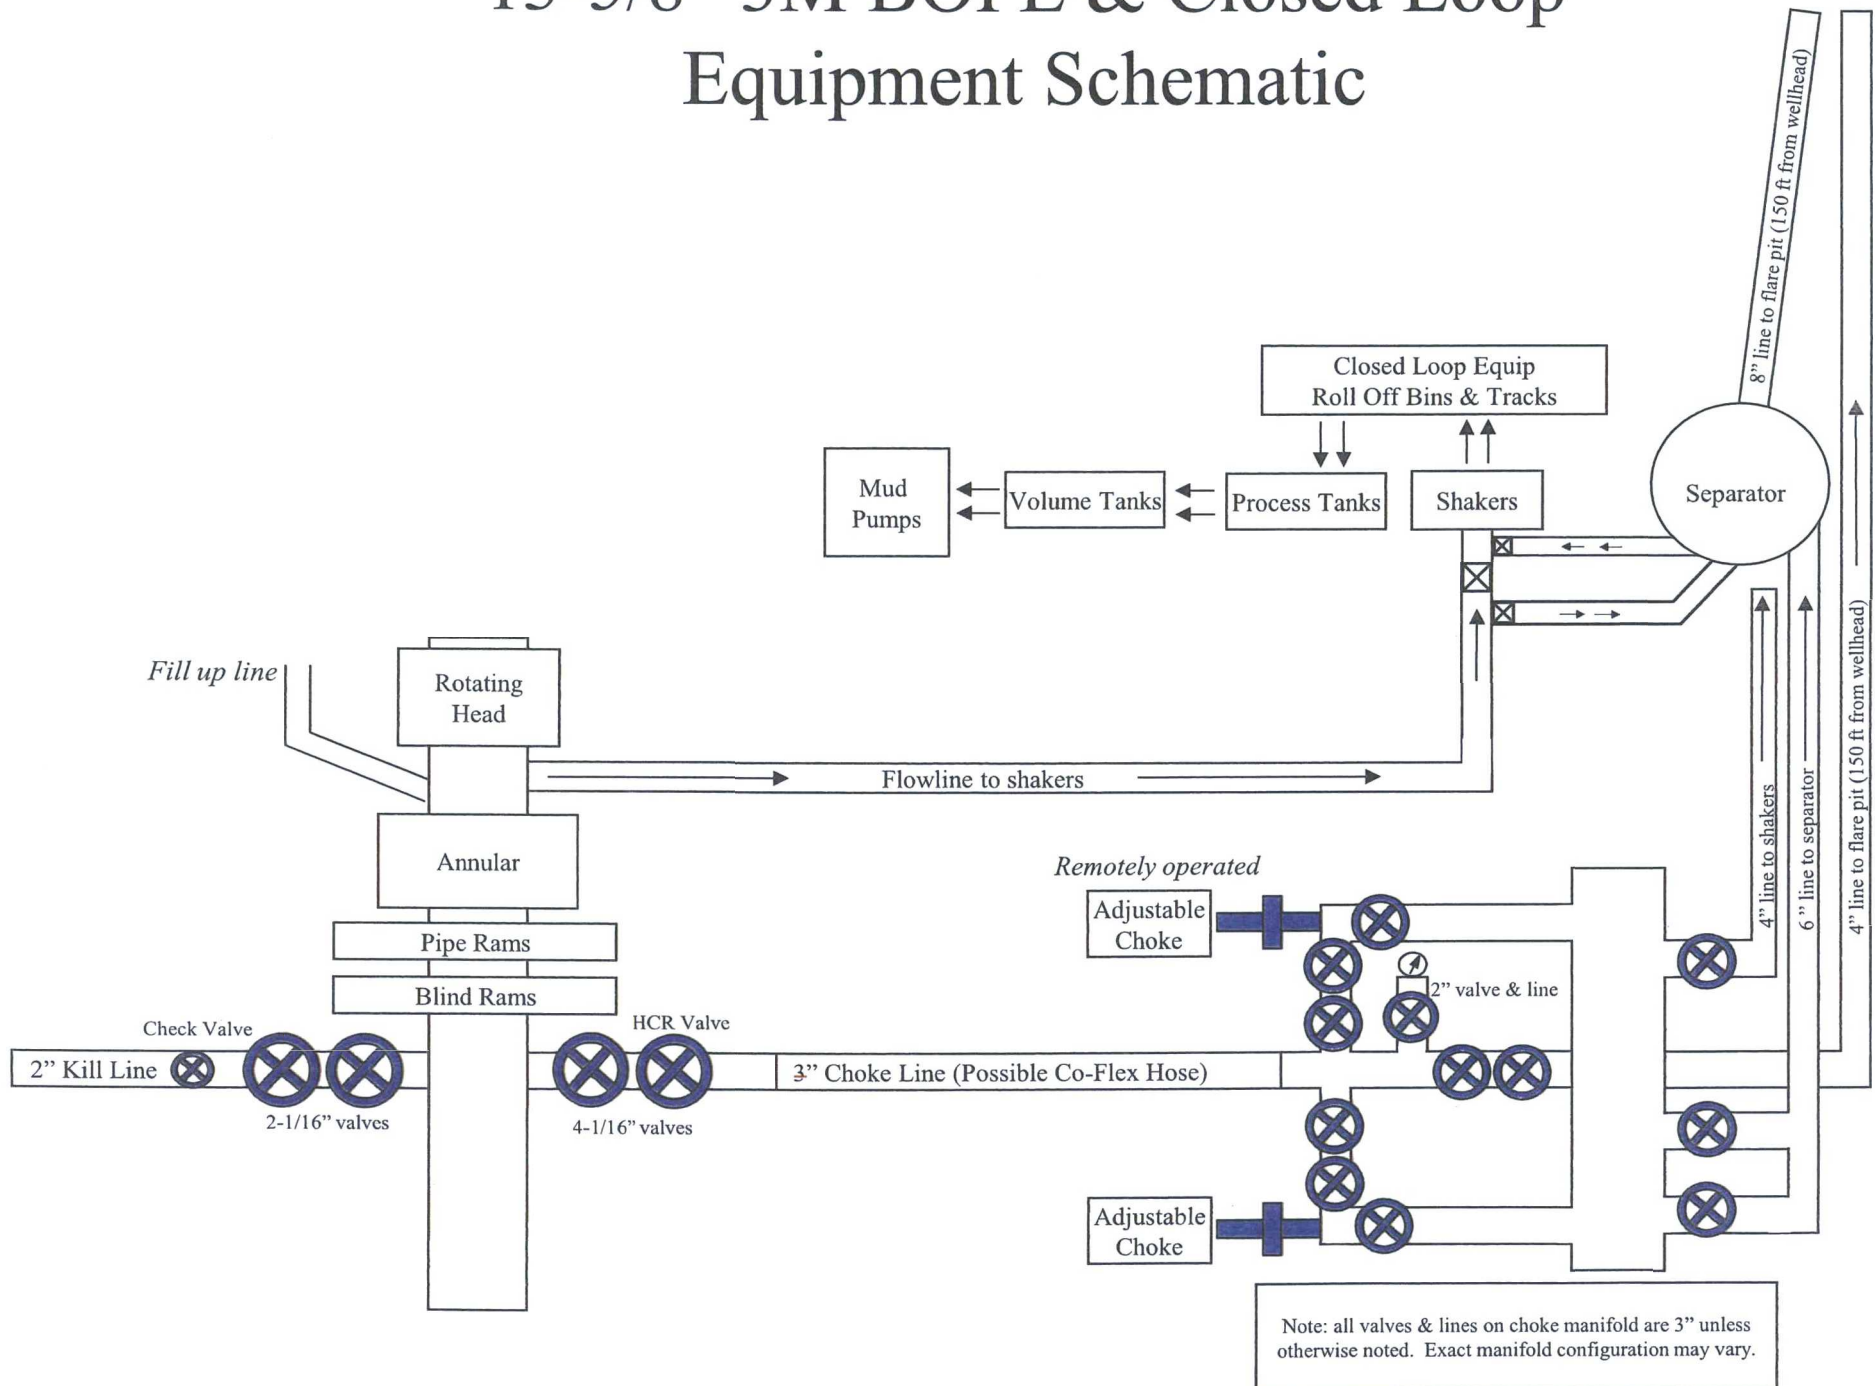 Equipment Schematic
8” line to flare pit (150 ft from wellhead)
Closed Loop Equip
Roll Off Bins & Tracks
Mud
Pumps
Volume Tanks
Process Tanks
Shakers
Separator
Fill up line
Rotating
Head
Flowline to shakers
Annular
Pipe Rams
Blind Rams
Remotely operated
Adjustable
Choke
4” line to shakers
6 ” line to separator
4” line to flare pit (150 ft from wellhead)
2” valve & line
Check Valve
HCR Valve
2” Kill Line
3” Choke Line (Possible Co-Flex Hose)
2-1/16” valves
4-1/16” valves
Adjustable
Choke
Note: all valves & lines on choke manifold are 3” unless
otherwise noted. Exact manifold configuration may vary.